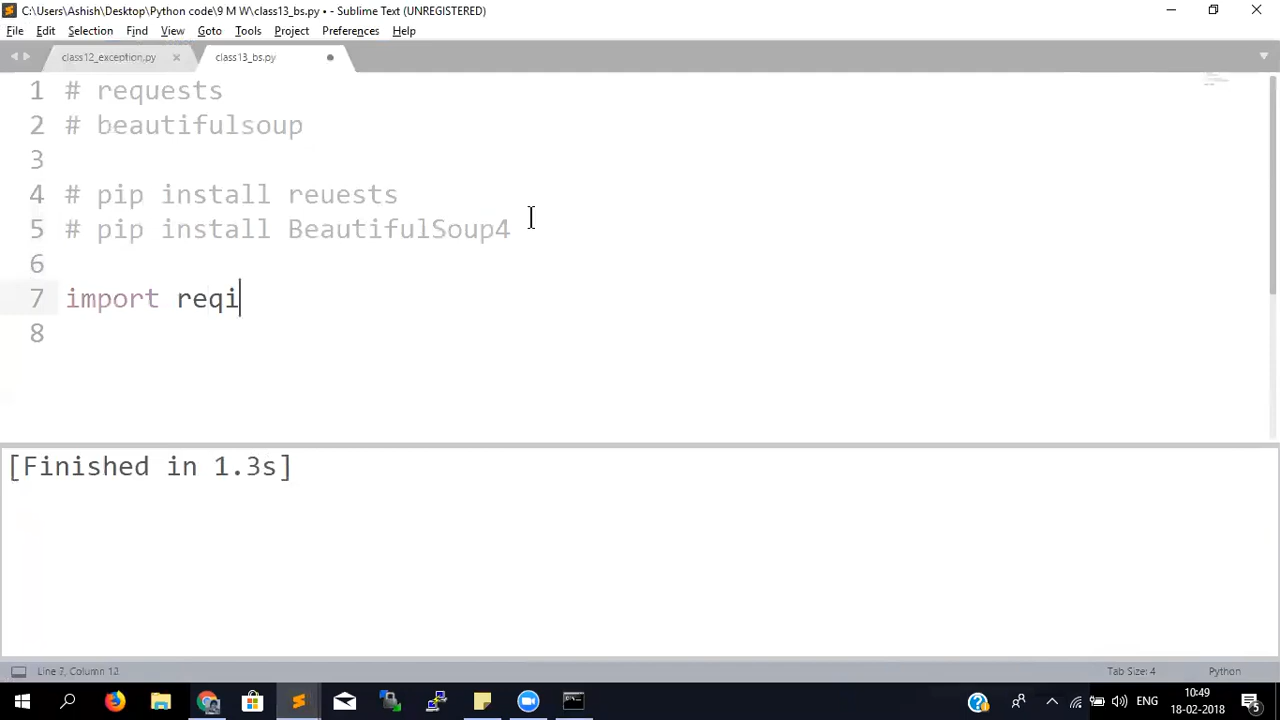 C:\Users\Ashish\Desktop\Python code\9 M W\class13_bs.py • - Sublime Text (UNREGISTERED)
File Edit Selection Find View Goto Tools Project Preferences Help
class12_exception.py class13_bs.py
1 # requests
2 # beautifulsoup
3
4 # pip install reuests
5 # pip install BeautifulSoup4
6
7 import reqi
8
[Finished in 1.3s]
Line 7, Column 12 Tab Size: 4 Python
ENG 10:49
18-02-2018 5